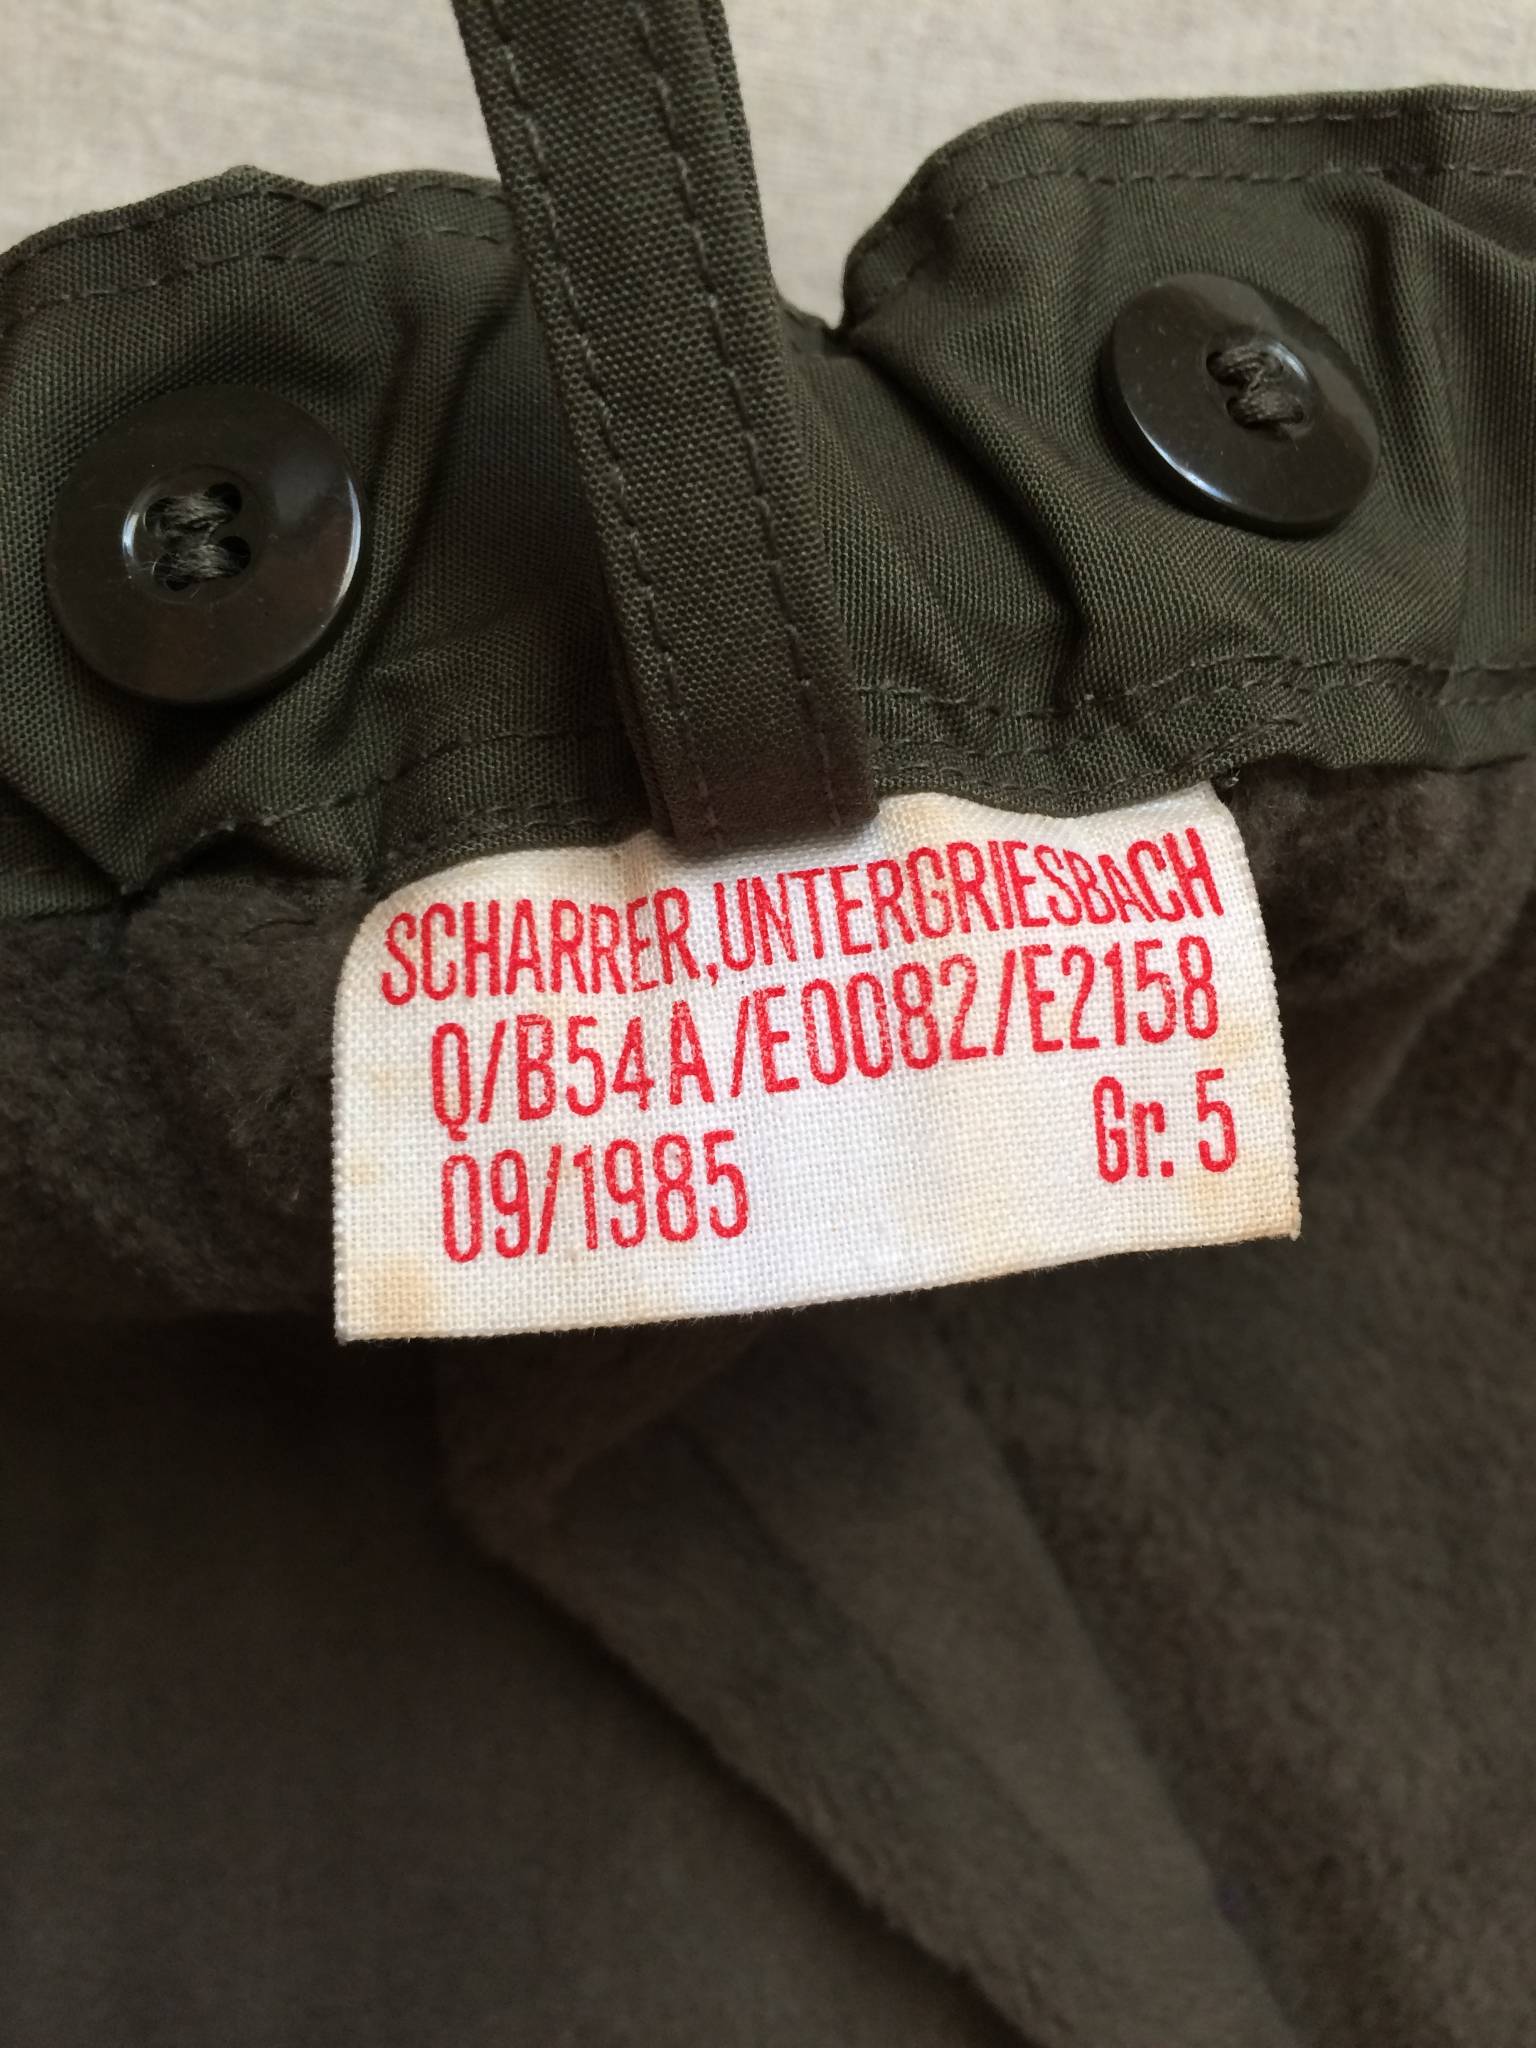 SCHARRER, UNTERGRIESBACH
Q/B54A/E0082/E2158
09/1985 Gr. 5